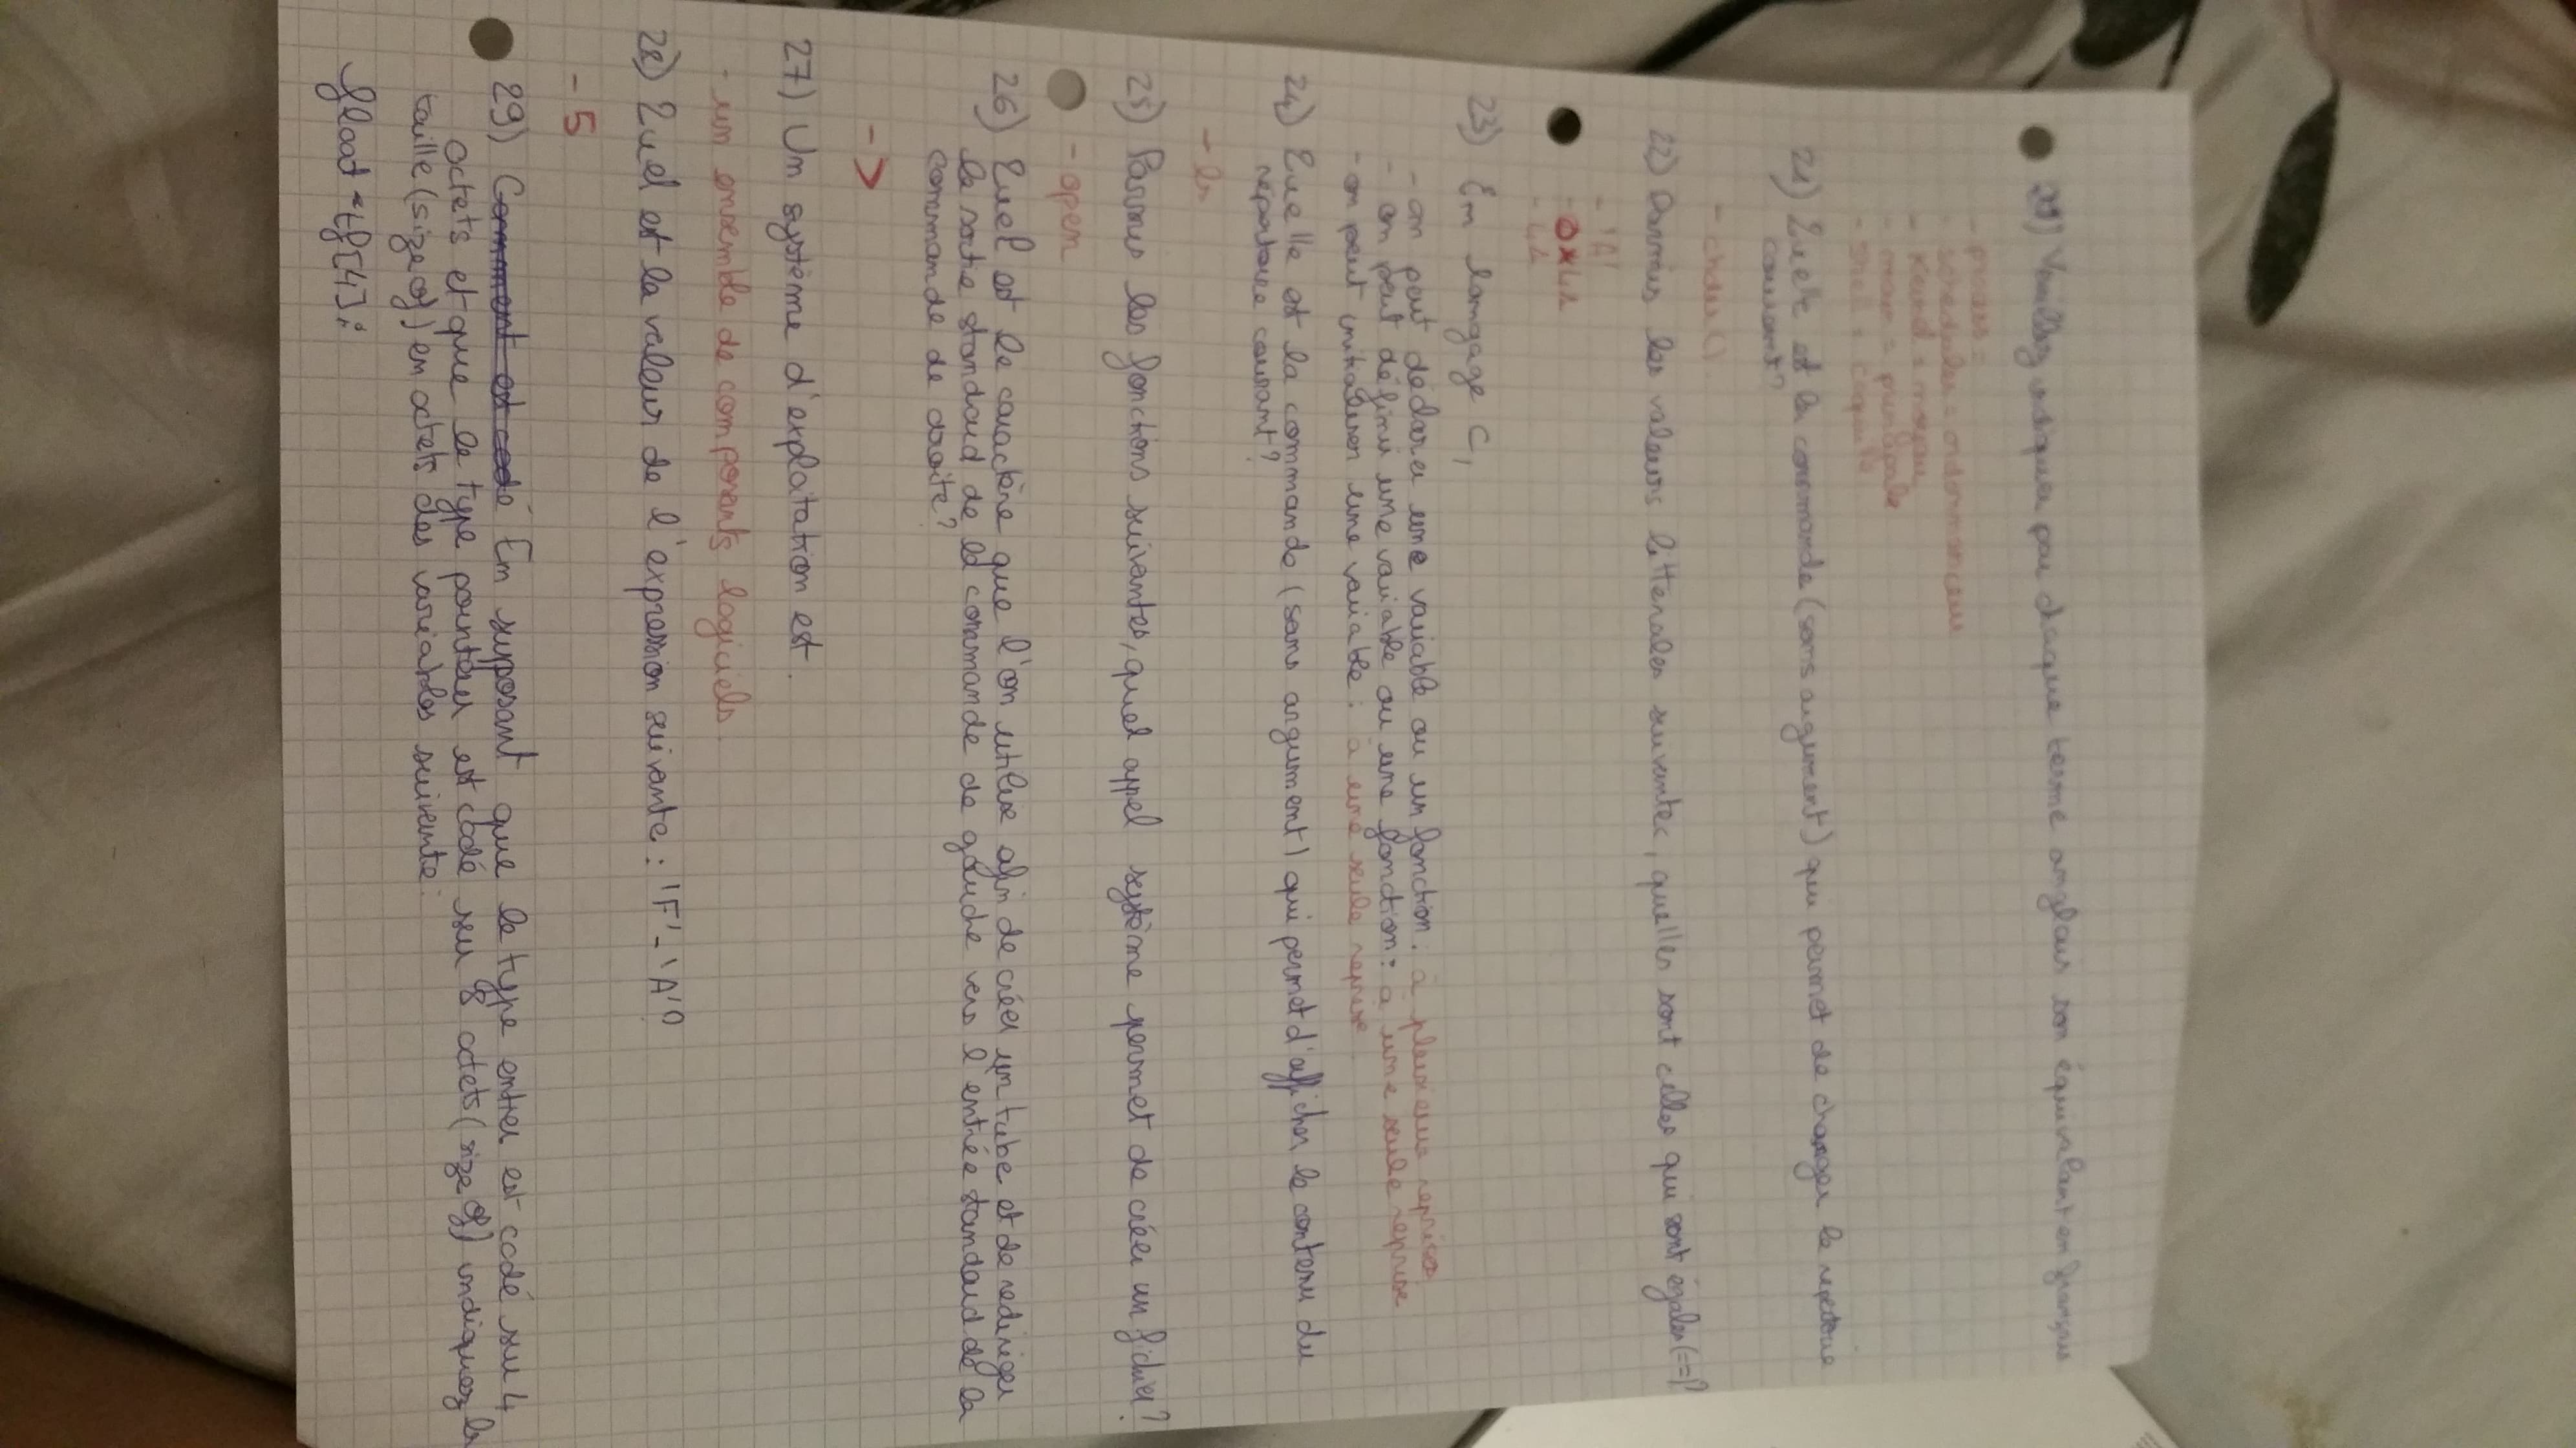 Veuillez indiquer pour chaque terme anglais son équivalant en français
- process =
- scheduler = ordonnanceur
- Kernel = noyau
- main = principale
- Shell = coquille
21) Quelle est la commande (sans argument) qui permet de changer le repertoire
courant?
- chdir()
22) Parmis les valeurs litterales suivantes, quelles sont celles qui sont égales (==)?
- 'A'
- 0x41
23) En langage C,
- on peut déclarer une variable ou un fonction. à plusieurs reprises
- on peut définir une variable ou une fonction : à une seule reprise
- on peut initialiser une variable : à une seule reprise
24) Quelle est la commande (sans argument) qui permet d'afficher le contenu du
repertoire courant?
- ls
25) Parmis les fonctions suivantes, quel appel système permet de créer un fichier?
- open
26) Quel est le caractère que l'on utilise afin de créer un tube et de rediriger
la sortie standard de la commande de gauche vers l'entrée standard de la
commande de droite?
- >
27) Un système d'exploitation est.
- un ensemble de composants logiciels.
28) Quel est la valeur de l'expression suivante : 'F' - 'A'?
- 5
29) Comment est codé En supposant que le type entier est codé sur 4
octets et que le type pointeur est codé sur 8 octets (size of) indiquez la
taille (size of) en octets des variables suivante :
float *tf[4];